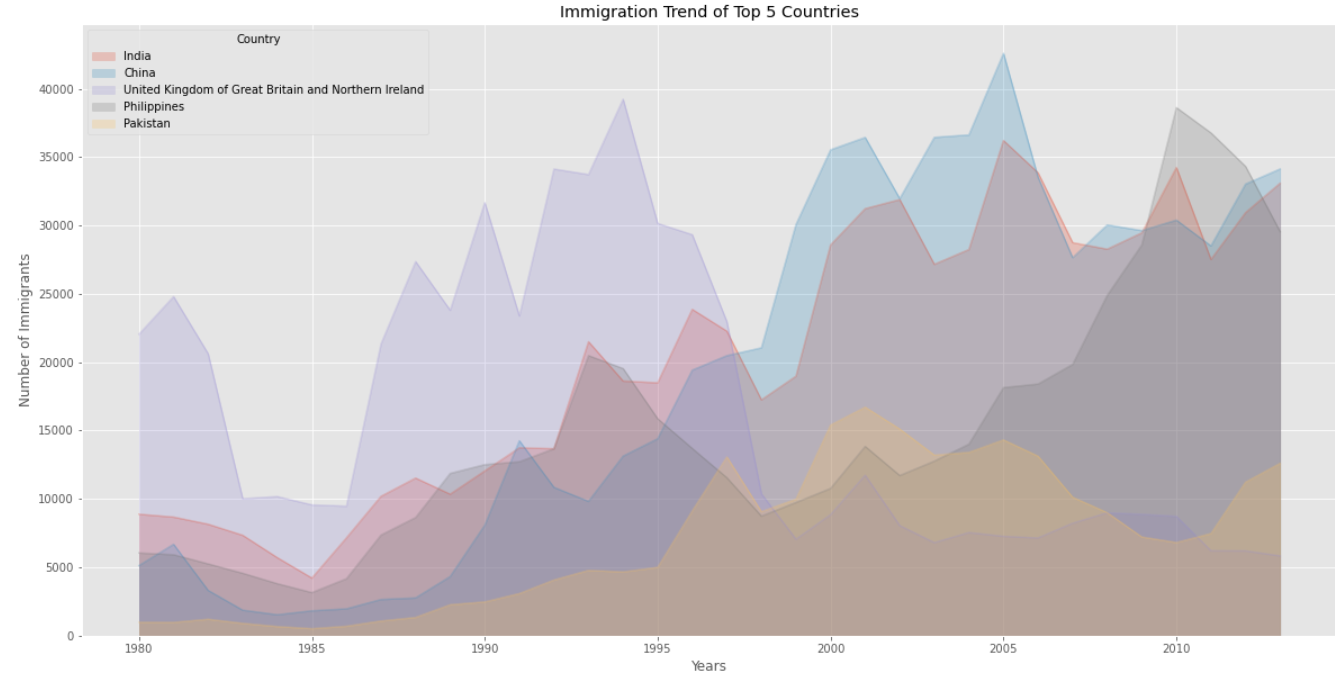 Immigration Trend of Top 5 Countries
Country
India
China
United Kingdom of Great Britain and Northern Ireland
Philippines
Pakistan
Number of Immigrants
40000
35000
30000
25000
20000
15000
10000
5000
0
1980 1985 1990 1995 2000 2005 2010
Years